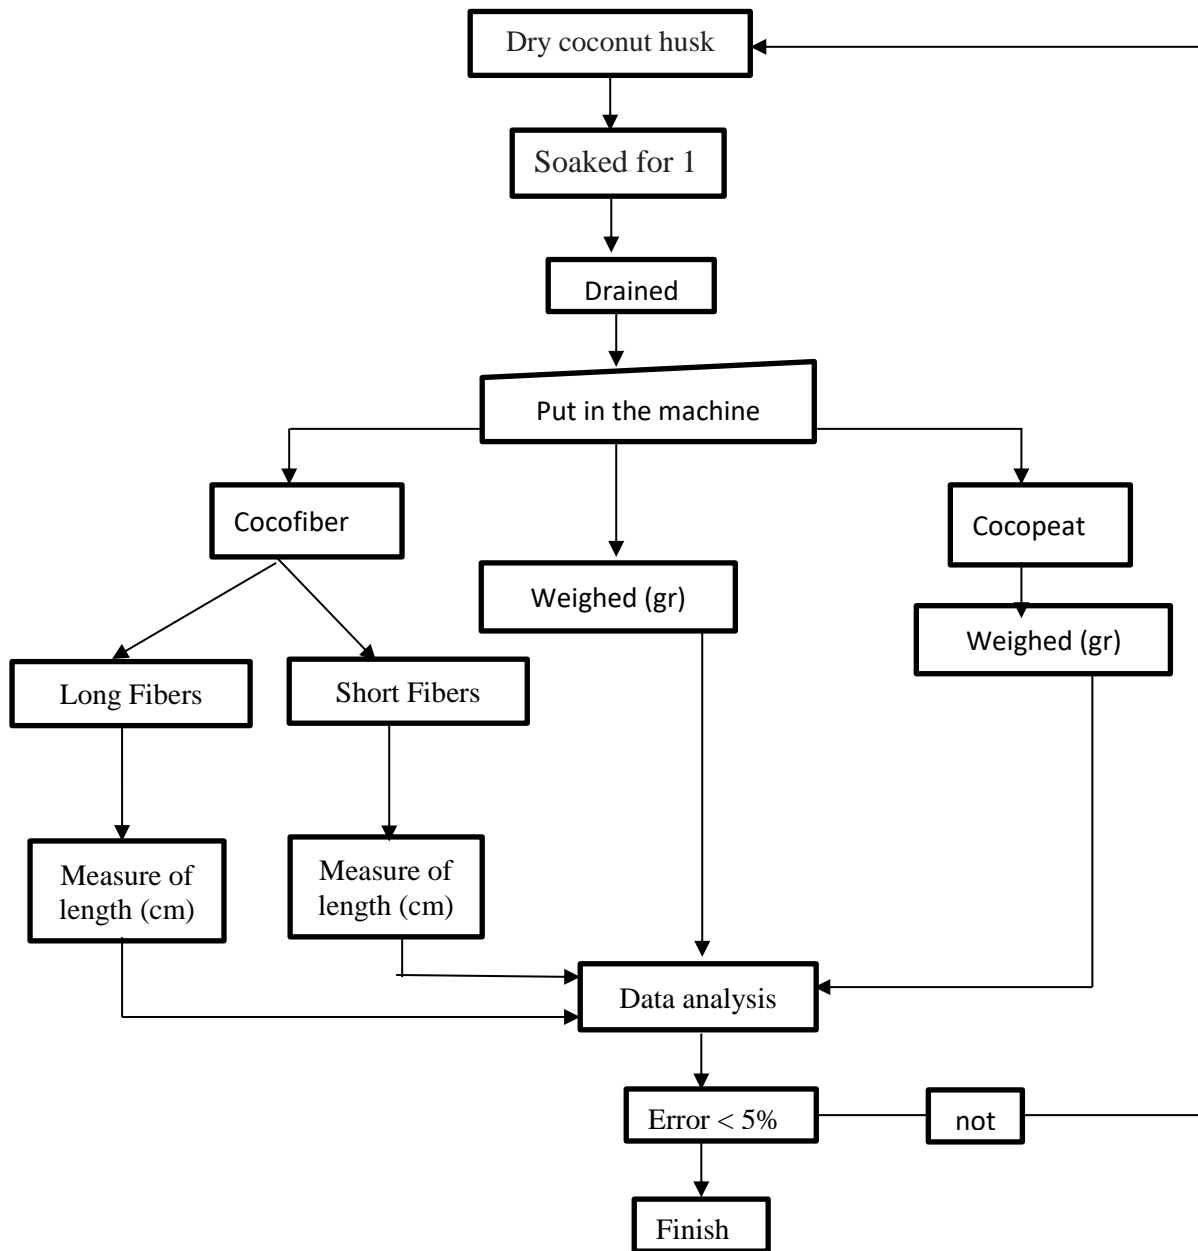 Dry coconut husk
Soaked for 1
Drained
Put in the machine
Cocofiber
Cocopeat
Weighed (gr)
Weighed (gr)
Long Fibers
Short Fibers
Measure of
length (cm)
Measure of
length (cm)
Data analysis
Error < 5%
not
Finish